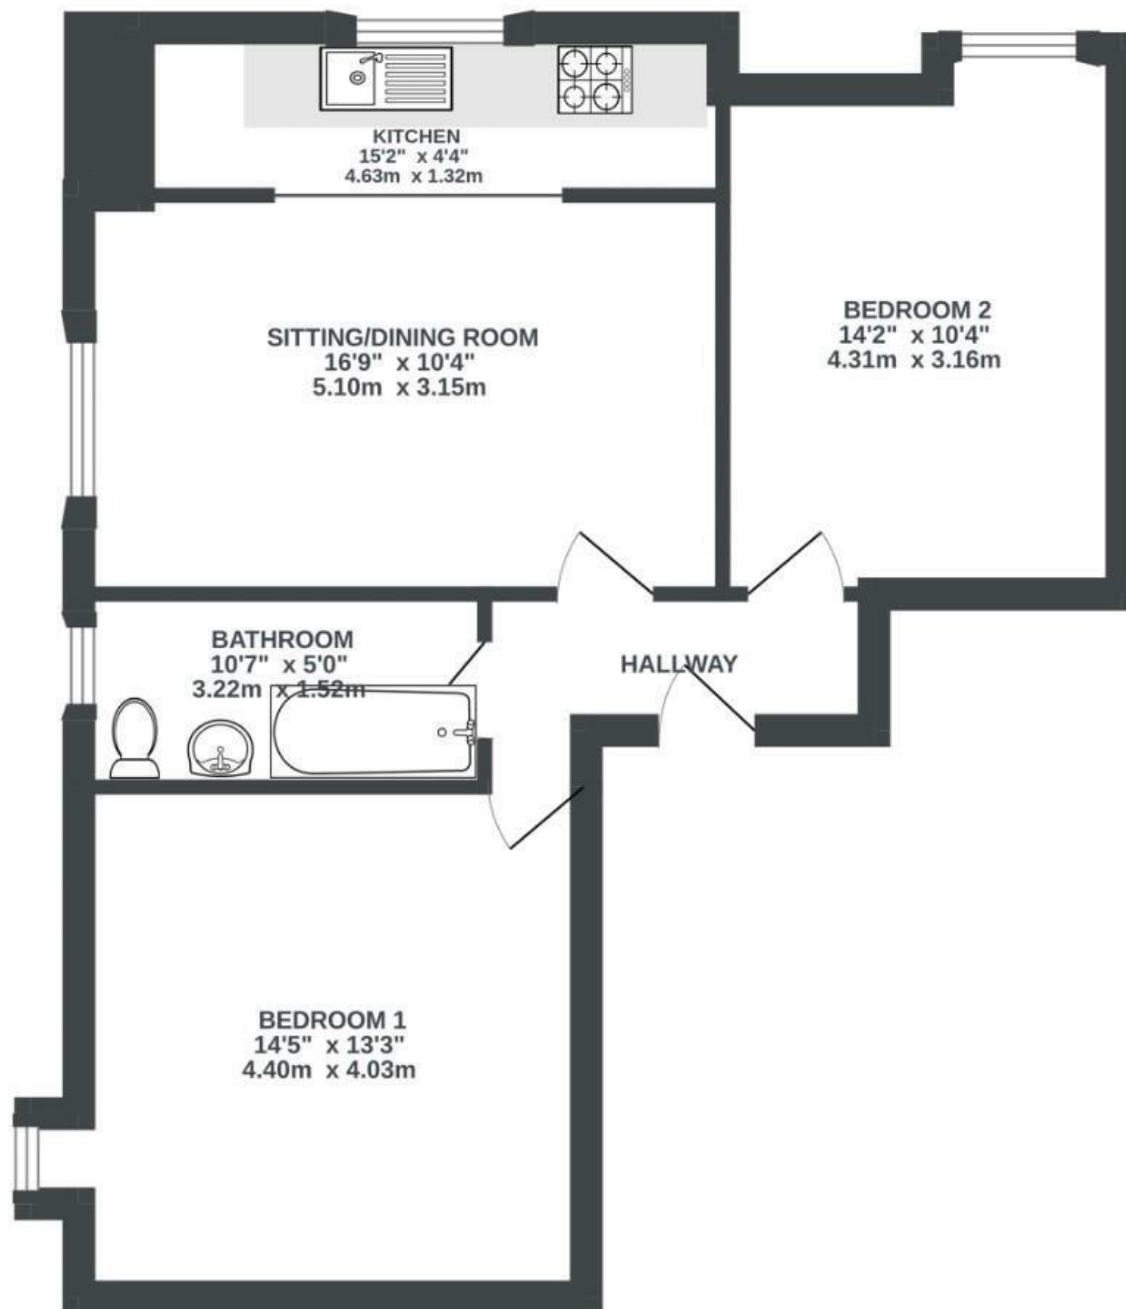 KITCHEN
15'2" x 4'4"
4.63m x 1.32m
SITTING/DINING ROOM
16'9" x 10'4"
5.10m x 3.15m
BEDROOM 2
14'2" x 10'4"
4.31m x 3.16m
BATHROOM
10'7" x 5'0"
3.22m x 1.52m
HALLWAY
BEDROOM 1
14'5" x 13'3"
4.40m x 4.03m